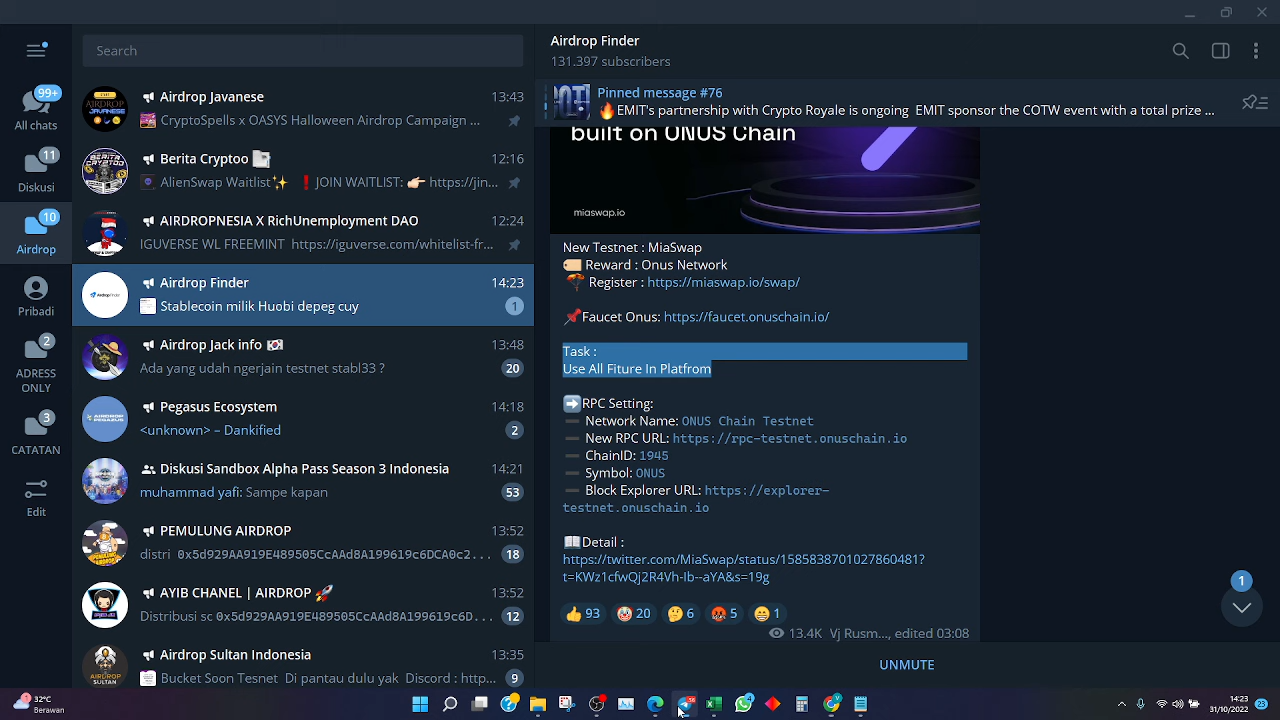 Search
Airdrop Finder
131.397 subscribers
Pinned message #76
🔥EMIT's partnership with Crypto Royale is ongoing EMIT sponsor the COTW event with a total prize ...
99+
All chats
11
Diskusi
10
Airdrop
Pribadi
2
ADRESS
ONLY
3
CATATAN
Edit
Airdrop Javanese
13:43
CryptoSpells x OASYS Halloween Airdrop Campaign ...
Berita Cryptoo
12:16
AlienSwap Waitlist✨ ❗JOIN WAITLIST: 👉🏻 https://jin...
AIRDROPNESIA X RichUnemployment DAO
12:24
IGUVERSE WL FREEMINT https://iguverse.com/whitelist-fr...
Airdrop Finder
14:23
Stablecoin milik Huobi depeg cuy
1
Airdrop Jack info 🇰🇷
13:48
Ada yang udah ngerjain testnet stabl33 ?
20
Pegasus Ecosystem
14:18
<unknown> – Dankified
2
Diskusi Sandbox Alpha Pass Season 3 Indonesia
14:21
muhammad yafi: Sampe kapan
53
PEMULUNG AIRDROP
13:52
distri 0x5d929AA919E489505CcAAd8A199619c6DCA0c2...
18
AYIB CHANEL | AIRDROP 🚀
13:52
Distribusi sc 0x5d929AA919E489505CcAAd8A199619c6D...
12
Airdrop Sultan Indonesia
13:35
Bucket Soon Tesnet Di pantau dulu yak Discord : htt...
9
built on ONUS Chain
miaswap.io
New Testnet : MiaSwap
🏷️ Reward : Onus Network
🪂 Register : https://miaswap.io/swap/
📌Faucet Onus: https://faucet.onuschain.io/
Task :
Use All Fiture In Platfrom
➡️RPC Setting:
➖ Network Name: ONUS Chain Testnet
➖ New RPC URL: https://rpc-testnet.onuschain.io
➖ ChainID: 1945
➖ Symbol: ONUS
➖ Block Explorer URL: https://explorer-
testnet.onuschain.io
📖Detail :
https://twitter.com/MiaSwap/status/1585838701027860481?
t=KWz1cfwQj2R4Vh-Ib--aYA&s=19g
👍 93 🤡 20 🤔 6 🤬 5 😁 1
13.4K Vj Rusm..., edited 03:08
1
UNMUTE
32°C
Berawan
14:23
31/10/2022